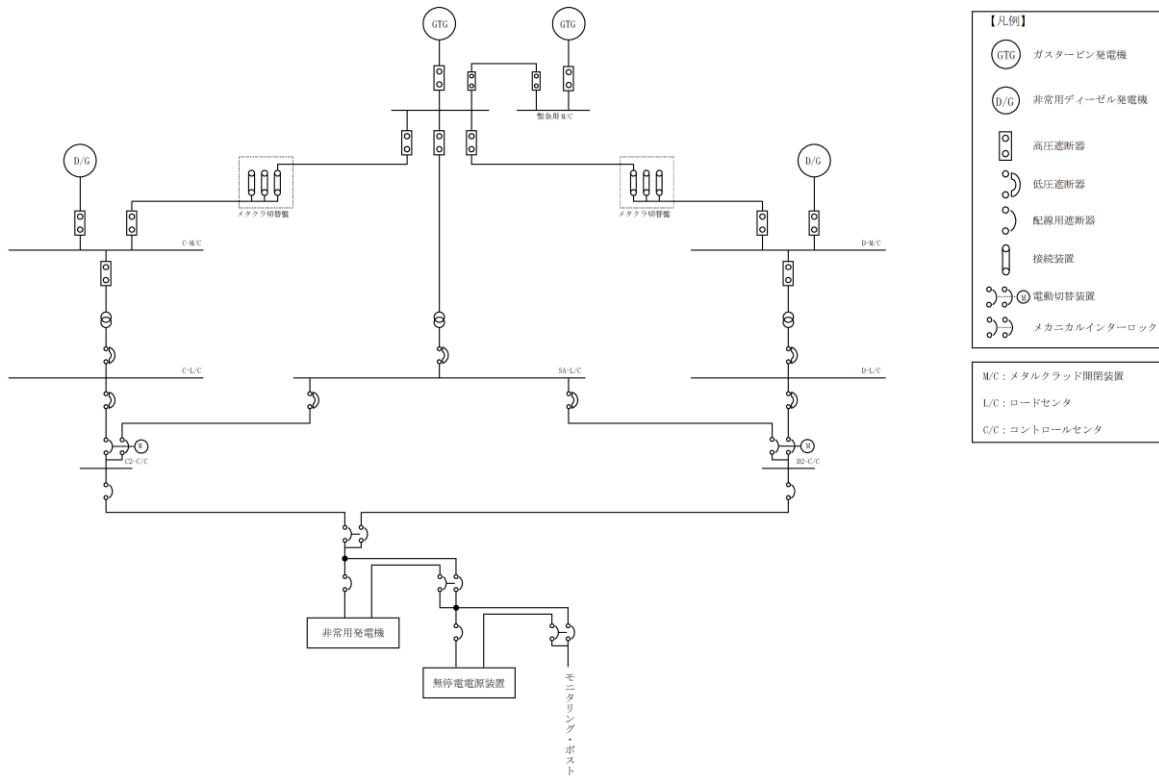 GTG
GTG
緊急用 M/C
D/G
メタクラ切替盤
メタクラ切替盤
D/G
C-M/C
D-M/C
C-L/C
SA-L/C
D-L/C
M
M
C2-C/C
D2-C/C
非常用発電機
無停電電源装置
モニタリング・ポスト
【凡例】
GTG ガスタービン発電機
D/G 非常用ディーゼル発電機
高圧遮断器
低圧遮断器
配線用遮断器
接続装置
M 電動切替装置
メカニカルインターロック
M/C：メタルクラッド開閉装置
L/C：ロードセンタ
C/C：コントロールセンタ